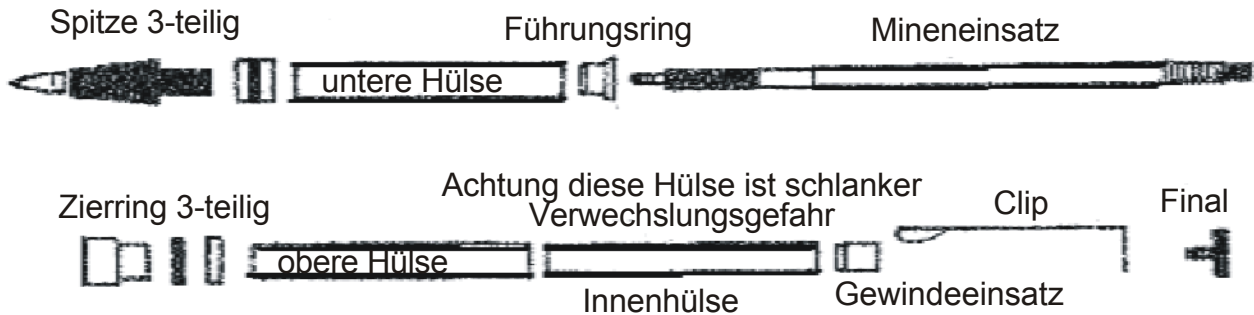 Spitze 3-teilig
Führungsring
Mineneinsatz
untere Hülse
Achtung diese Hülse ist schlanker
Verwechslungsgefahr
Zierring 3-teilig
Clip
Final
obere Hülse
Innenhülse
Gewindeeinsatz